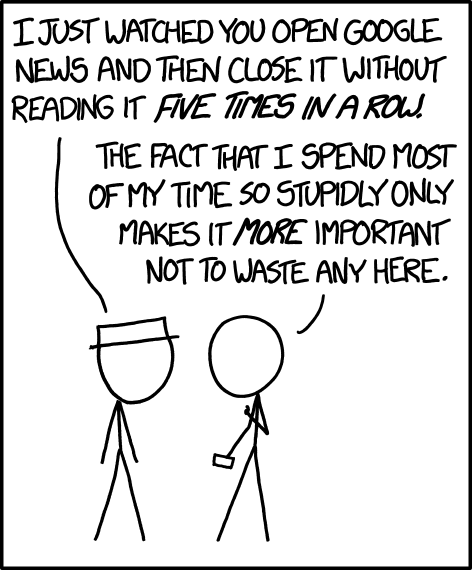 I JUST WATCHED YOU OPEN GOOGLE
NEWS AND THEN CLOSE IT WITHOUT
READING IT FIVE TIMES IN A ROW.
THE FACT THAT I SPEND MOST
OF MY TIME SO STUPIDLY ONLY
MAKES IT MORE IMPORTANT
NOT TO WASTE ANY HERE.